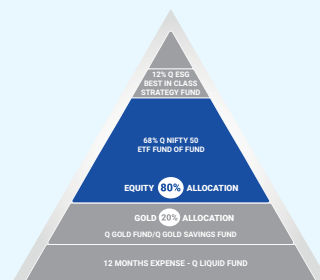 12% Q ESG
BEST IN CLASS
STRATEGY FUND
68% Q NIFTY 50
ETF FUND OF FUND
EQUITY 80% ALLOCATION
GOLD 20% ALLOCATION
Q GOLD FUND/Q GOLD SAVINGS FUND
12 MONTHS EXPENSE - Q LIQUID FUND